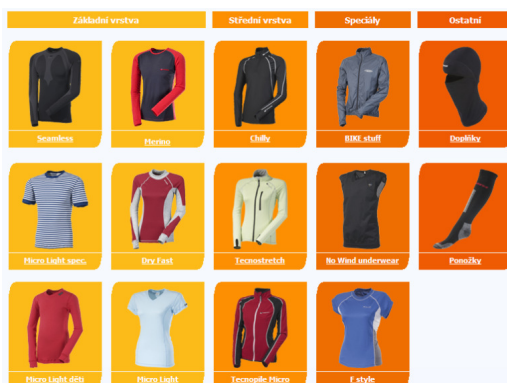 Základní vrstva
Střední vrstva
Speciály
Ostatní
Seamless
Merino
Chilly
BIKE stuff
Doplňky
Micro Light spec.
Dry Fast
Tecnostretch
No Wind underwear
Ponožky
Micro Light děti
Micro Light
Tecnopile Micro
F style